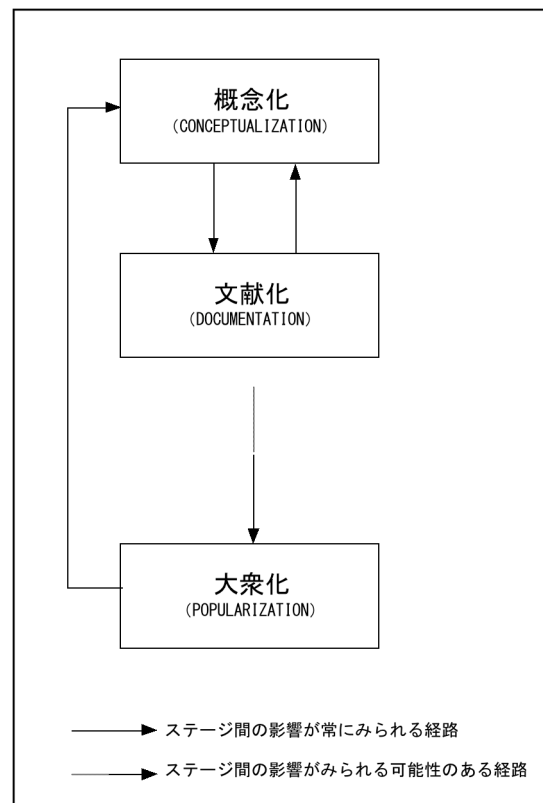 概念化
(CONCEPTUALIZATION)
文献化
(DOCUMENTATION)
大衆化
(POPULARIZATION)
ステージ間の影響が常にみられる経路
ステージ間の影響がみられる可能性のある経路